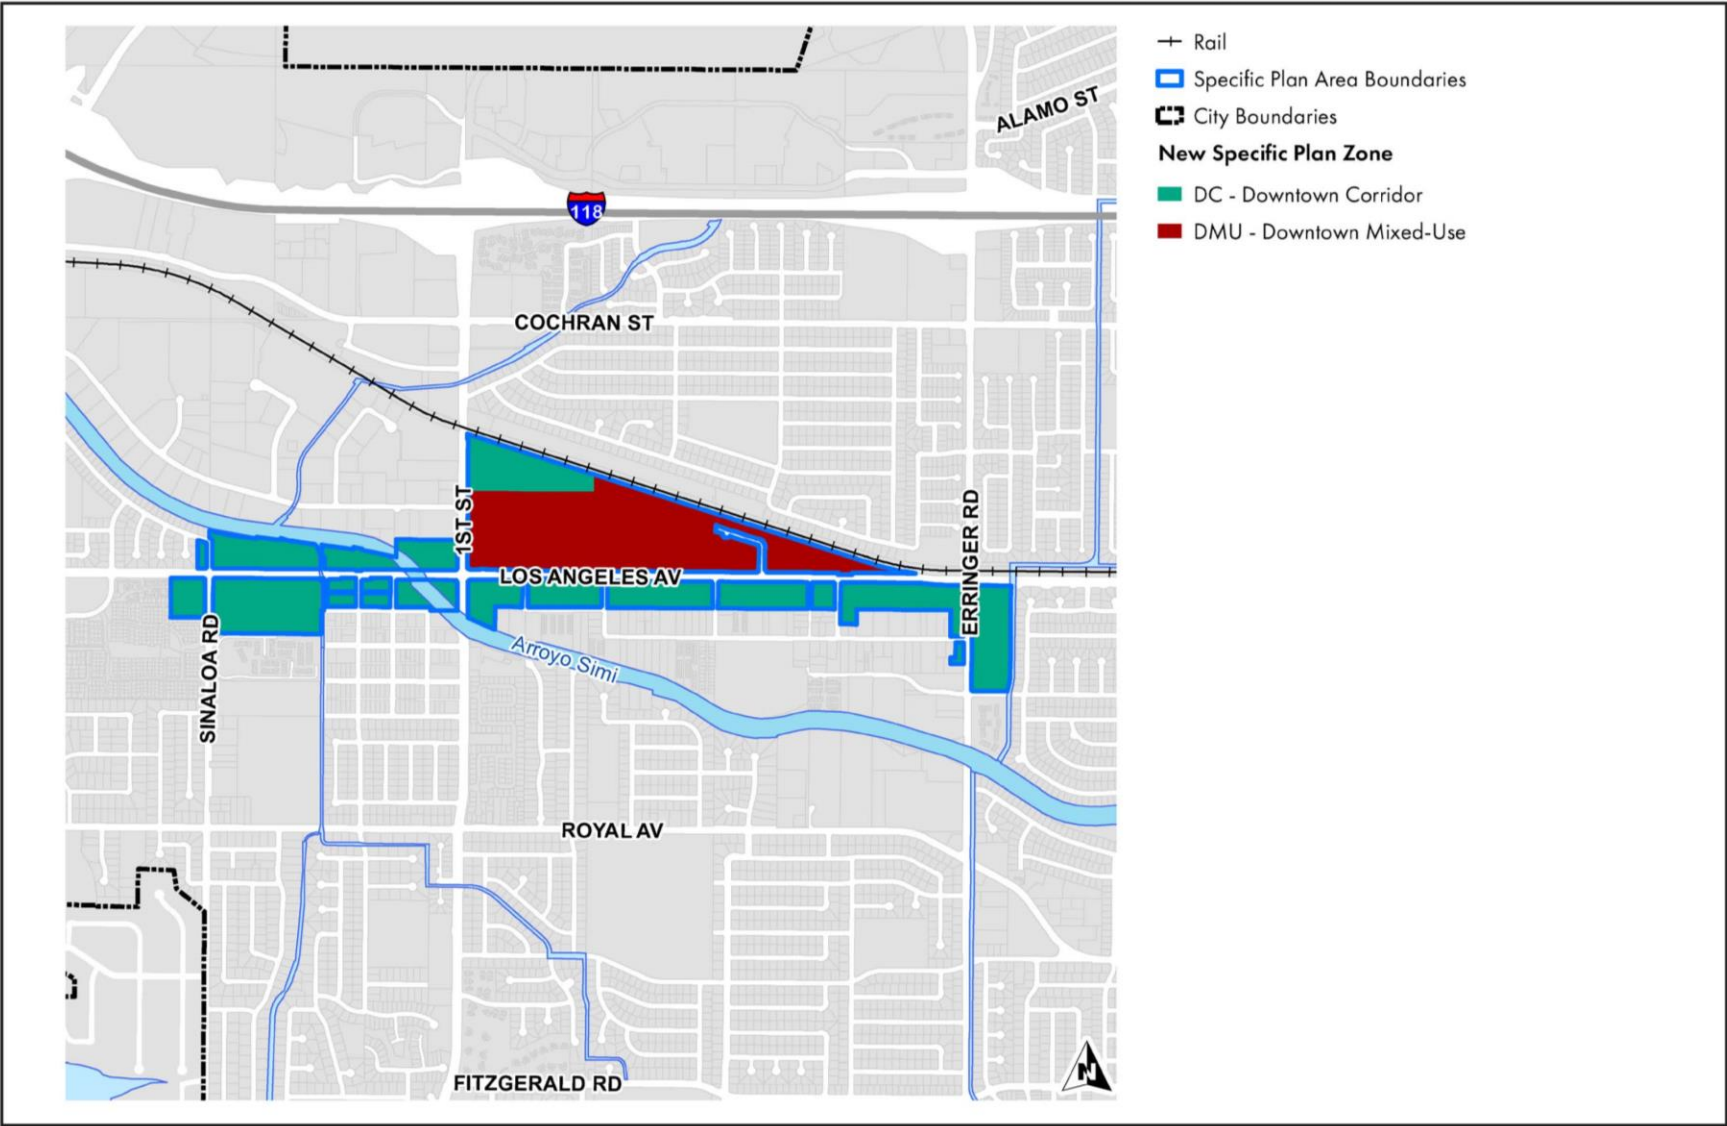 Rail
Specific Plan Area Boundaries
City Boundaries
New Specific Plan Zone
DC - Downtown Corridor
DMU - Downtown Mixed-Use
ALAMO ST
118
COCHRAN ST
1ST ST
LOS ANGELES AV
ERRINGER RD
SINALOA RD
Arroyo Simi
ROYAL AV
FITZGERALD RD
N